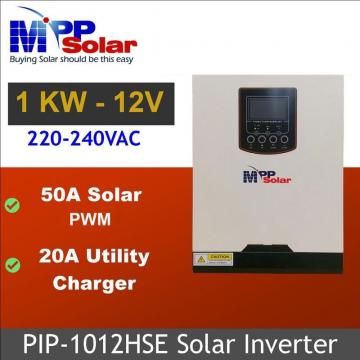 MPP
Solar
Buying Solar should be this easy
1 KW - 12V
220-240VAC
50A Solar
PWM
20A Utility
Charger
MPP
Solar
CAUTION
PIP-1012HSE Solar Inverter